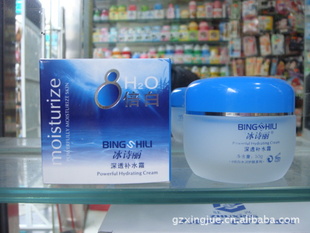 moisturize
8
H₂O
倍白
BINGSHILI
冰诗丽
深透补水霜
Powerful Hydrating Cream
BINGSHILI
冰诗丽
深透补水霜
Powerful Hydrating Cream
gzxingjue.cn.alibaba.com